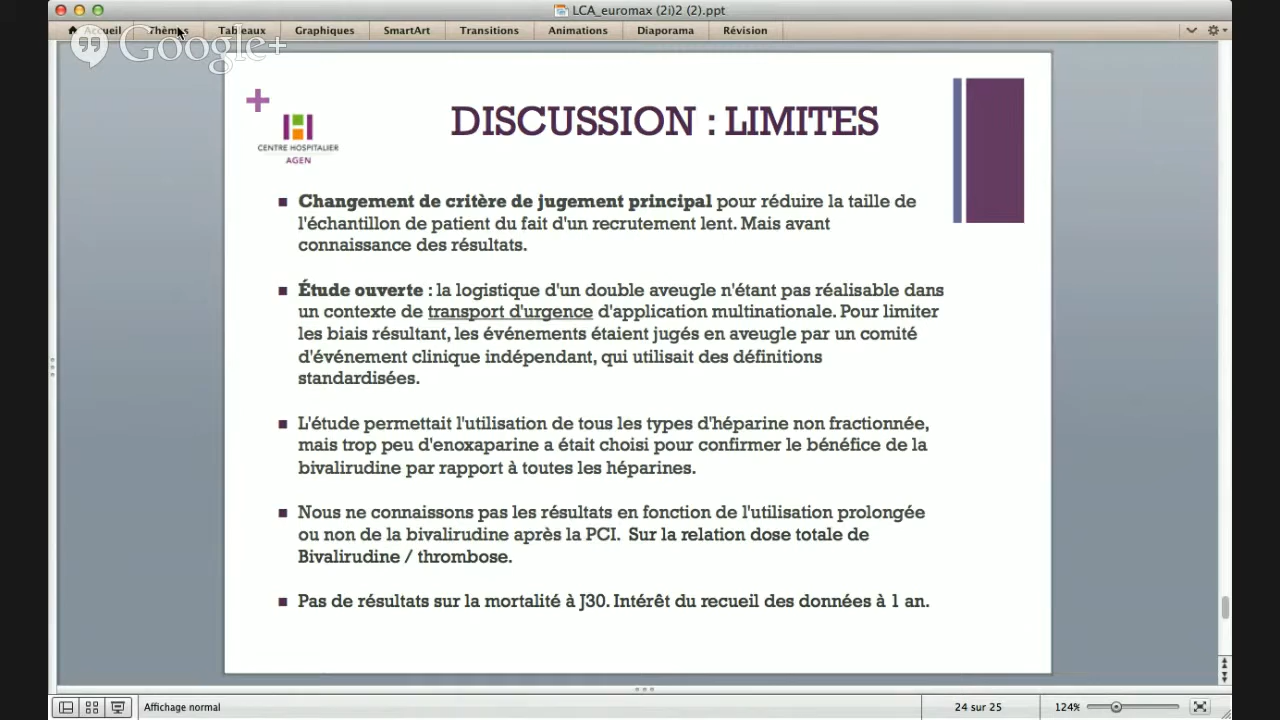 LCA_euromax (2i)2 (2).ppt
Accueil Thèmes Tableaux Graphiques SmartArt Transitions Animations Diaporama Révision
Google+
DISCUSSION : LIMITES
CENTRE HOSPITALIER
AGEN
Changement de critère de jugement principal pour réduire la taille de
l'échantillon de patient du fait d'un recrutement lent. Mais avant
connaissance des résultats.
Étude ouverte : la logistique d'un double aveugle n'étant pas réalisable dans
un contexte de transport d'urgence d'application multinationale. Pour limiter
les biais résultant, les événements étaient jugés en aveugle par un comité
d'événement clinique indépendant, qui utilisait des définitions
standardisées.
L'étude permettait l'utilisation de tous les types d'héparine non fractionnée,
mais trop peu d'enoxaparine a était choisi pour confirmer le bénéfice de la
bivalirudine par rapport à toutes les héparines.
Nous ne connaissons pas les résultats en fonction de l'utilisation prolongée
ou non de la bivalirudine après la PCI. Sur la relation dose totale de
Bivalirudine / thrombose.
Pas de résultats sur la mortalité à J30. Intérêt du recueil des données à 1 an.
Affichage normal 24 sur 25 124%